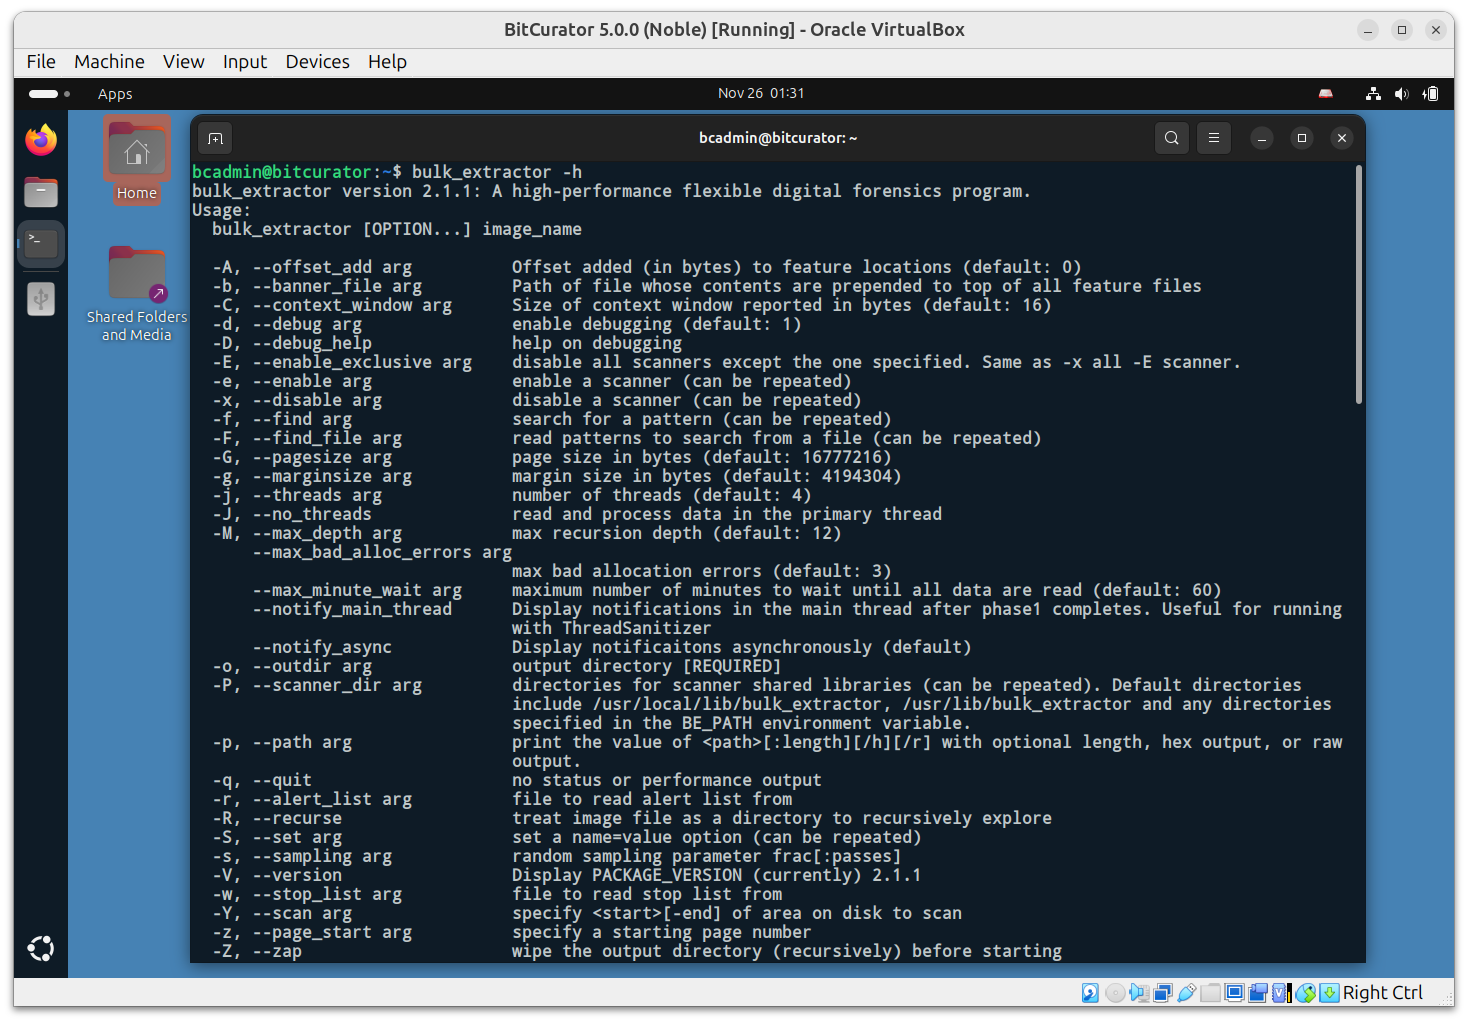 BitCurator 5.0.0 (Noble) [Running] - Oracle VirtualBox
File Machine View Input Devices Help
Apps Nov 26 01:31
Home
Shared Folders
and Media
bcadmin@bitcurator: ~
bcadmin@bitcurator:~$ bulk_extractor -h
bulk_extractor version 2.1.1: A high-performance flexible digital forensics program.
Usage:
  bulk_extractor [OPTION...] image_name

  -A, --offset_add arg          Offset added (in bytes) to feature locations (default: 0)
  -b, --banner_file arg         Path of file whose contents are prepended to top of all feature files
  -C, --context_window arg      Size of context window reported in bytes (default: 16)
  -d, --debug arg               enable debugging (default: 1)
  -D, --debug_help              help on debugging
  -E, --enable_exclusive arg    disable all scanners except the one specified. Same as -x all -E scanner.
  -e, --enable arg              enable a scanner (can be repeated)
  -x, --disable arg             disable a scanner (can be repeated)
  -f, --find arg                search for a pattern (can be repeated)
  -F, --find_file arg           read patterns to search from a file (can be repeated)
  -G, --pagesize arg            page size in bytes (default: 16777216)
  -g, --marginsize arg          margin size in bytes (default: 4194304)
  -j, --threads arg             number of threads (default: 4)
  -J, --no_threads              read and process data in the primary thread
  -M, --max_depth arg           max recursion depth (default: 12)
      --max_bad_alloc_errors arg
                                max bad allocation errors (default: 3)
      --max_minute_wait arg     maximum number of minutes to wait until all data are read (default: 60)
      --notify_main_thread      Display notifications in the main thread after phase1 completes. Useful for running
                                with ThreadSanitizer
      --notify_async            Display notificaitons asynchronously (default)
  -o, --outdir arg              output directory [REQUIRED]
  -P, --scanner_dir arg         directories for scanner shared libraries (can be repeated). Default directories
                                include /usr/local/lib/bulk_extractor, /usr/lib/bulk_extractor and any directories
                                specified in the BE_PATH environment variable.
  -p, --path arg                print the value of <path>[:length][/h][/r] with optional length, hex output, or raw
                                output.
  -q, --quit                    no status or performance output
  -r, --alert_list arg          file to read alert list from
  -R, --recurse                 treat image file as a directory to recursively explore
  -S, --set arg                 set a name=value option (can be repeated)
  -s, --sampling arg            random sampling parameter frac[:passes]
  -V, --version                 Display PACKAGE_VERSION (currently) 2.1.1
  -w, --stop_list arg           file to read stop list from
  -Y, --scan arg                specify <start>[-end] of area on disk to scan
  -z, --page_start arg          specify a starting page number
  -Z, --zap                     wipe the output directory (recursively) before starting
Right Ctrl